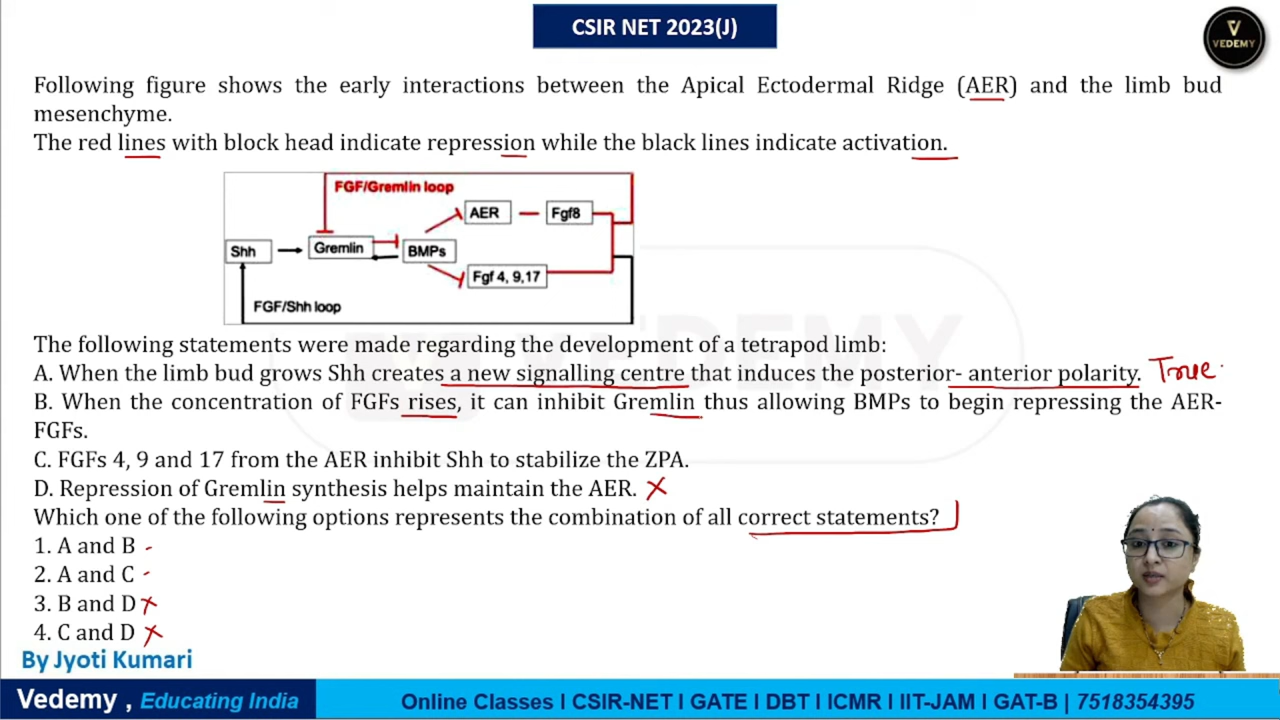 CSIR NET 2023(J)
V
VEDEMY
Following figure shows the early interactions between the Apical Ectodermal Ridge (AER) and the limb bud
mesenchyme.
The red lines with block head indicate repression while the black lines indicate activation.
FGF/Gremlin loop
AER
Fgf8
Shh
Gremlin
BMPs
Fgf 4, 9,17
FGF/Shh loop
VEDEMY
The following statements were made regarding the development of a tetrapod limb:
A. When the limb bud grows Shh creates a new signalling centre that induces the posterior- anterior polarity. True
B. When the concentration of FGFs rises, it can inhibit Gremlin thus allowing BMPs to begin repressing the AER-
FGFs.
C. FGFs 4, 9 and 17 from the AER inhibit Shh to stabilize the ZPA.
D. Repression of Gremlin synthesis helps maintain the AER. X
Which one of the following options represents the combination of all correct statements?
1. A and B -
2. A and C -
3. B and D X
4. C and D X
By Jyoti Kumari
Vedemy , Educating India
Online Classes I CSIR-NET I GATE I DBT I ICMR I IIT-JAM I GAT-B | 7518354395